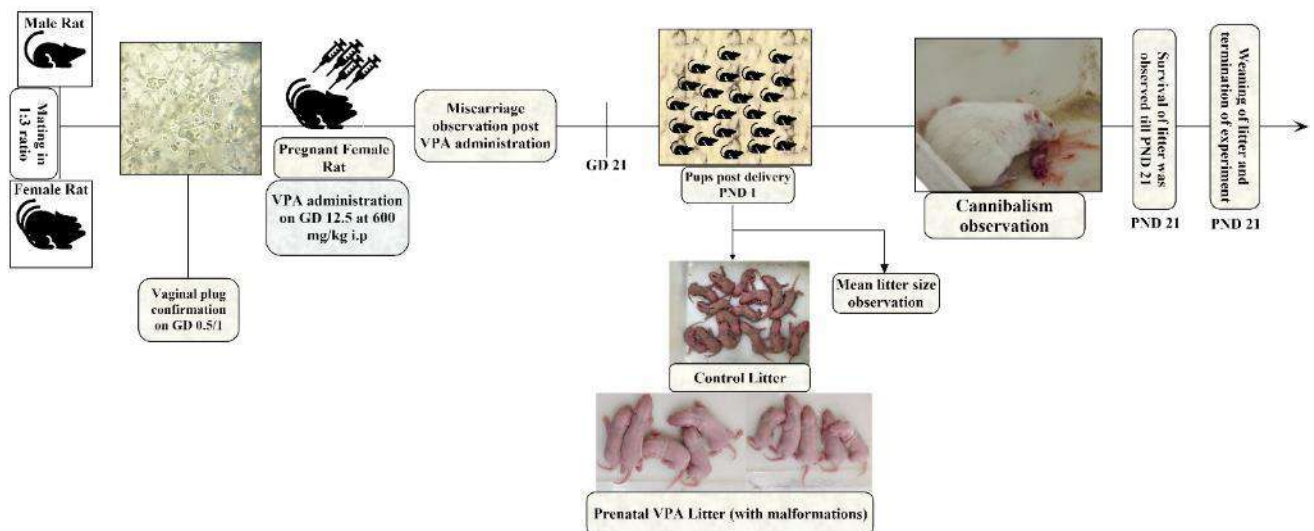 Male Rat
Mating in
1:3 ratio
Female Rat
Vaginal plug
confirmation
on GD 0.5/1
Pregnant Female
Rat
VPA administration
on GD 12.5 at 600
mg/kg i.p
Miscarriage
observation post
VPA administration
GD 21
Pups post delivery
PND 1
Mean litter size
observation
Control Litter
Prenatal VPA Litter (with malformations)
Cannibalism
observation
Survival of litter was
observed till PND 21
PND 21
Weaning of litter and
termination of experiment
PND 21